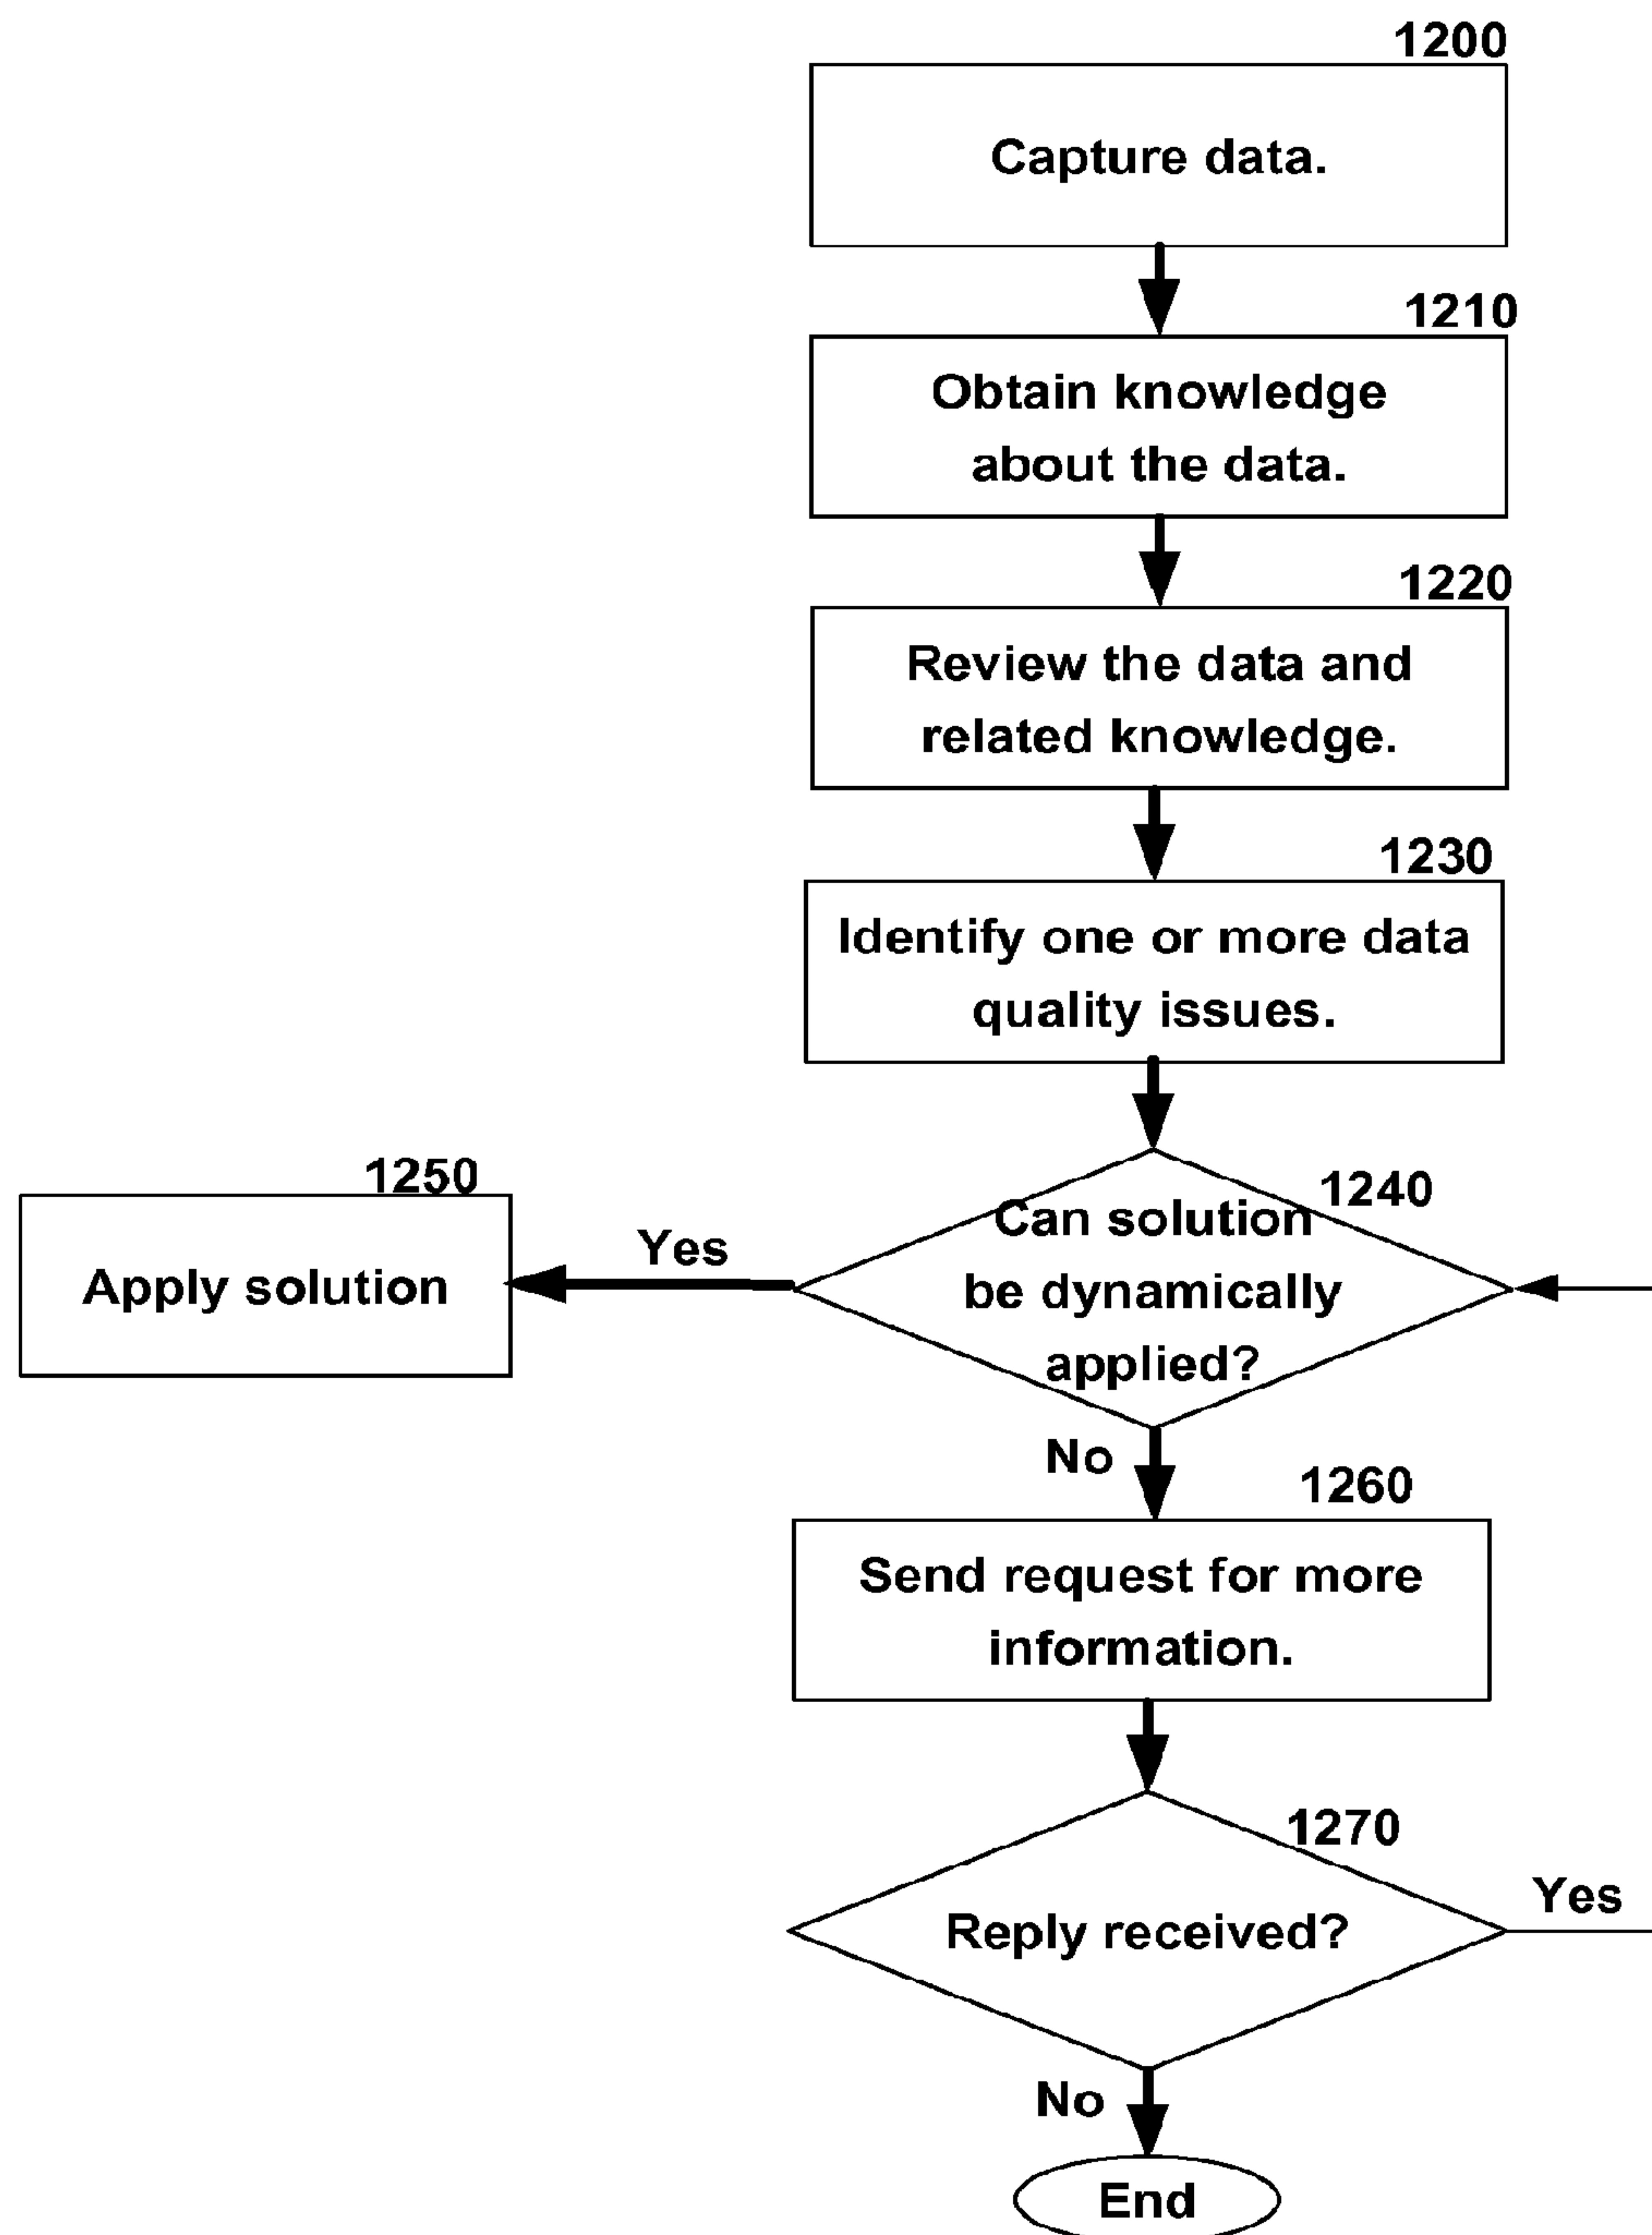 1200
Capture data.
1210
Obtain knowledge
about the data.
1220
Review the data and
related knowledge.
1230
Identify one or more data
quality issues.
1240
Can solution
be dynamically
applied?
Yes
1250
Apply solution
No
1260
Send request for more
information.
1270
Reply received?
Yes
No
End